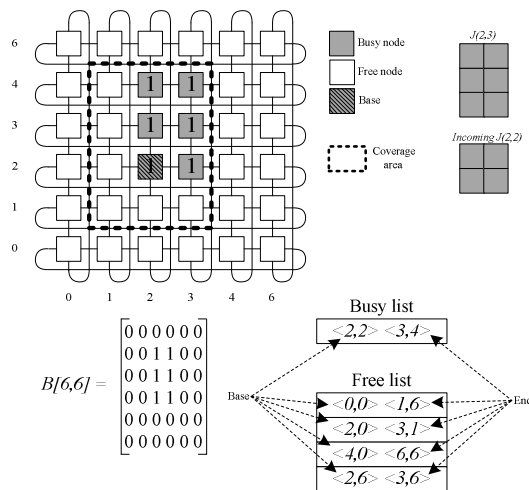 6
4
3
2
1
0
0 1 2 3 4 6
1 1
1 1
1 1
Busy node
Free node
Base
Coverage
area
J(2,3)
Incoming J(2,2)
B[6,6] =
0 0 0 0 0 0
0 0 1 1 0 0
0 0 1 1 0 0
0 0 1 1 0 0
0 0 0 0 0 0
0 0 0 0 0 0
Busy list
<2,2> <3,4>
Free list
Base
End
<0,0> <1,6>
<2,0> <3,1>
<4,0> <6,6>
<2,6> <3,6>